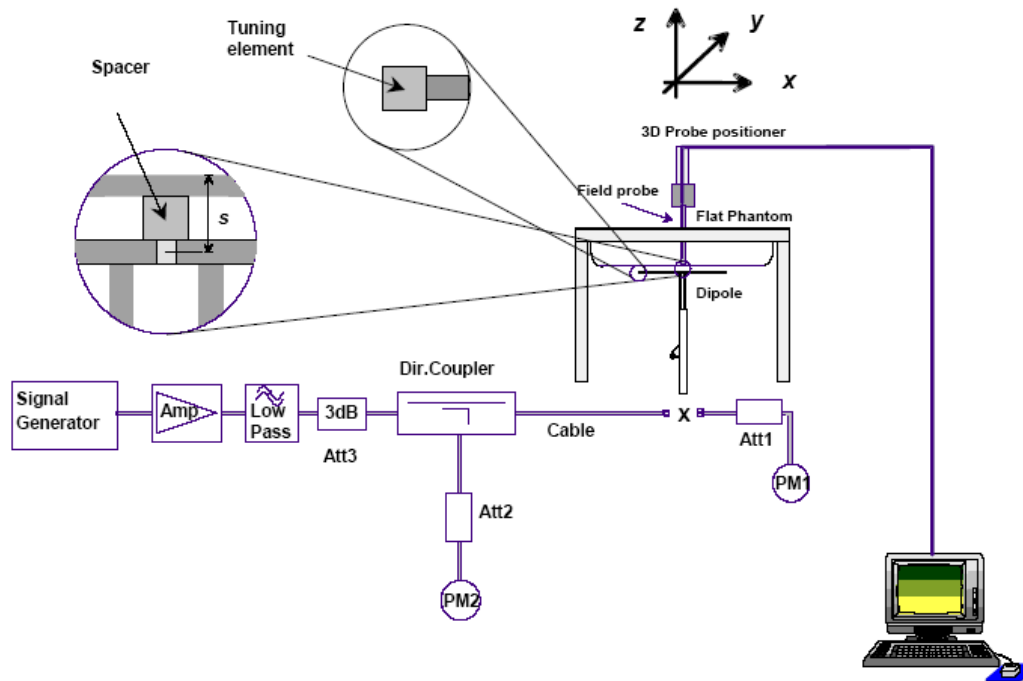 Tuning
element
Spacer
s
z
y
x
3D Probe positioner
Field probe
Flat Phantom
Dipole
Dir.Coupler
Signal
Generator
Amp
Low
Pass
3dB
Att3
Cable
X
Att1
PM1
Att2
PM2